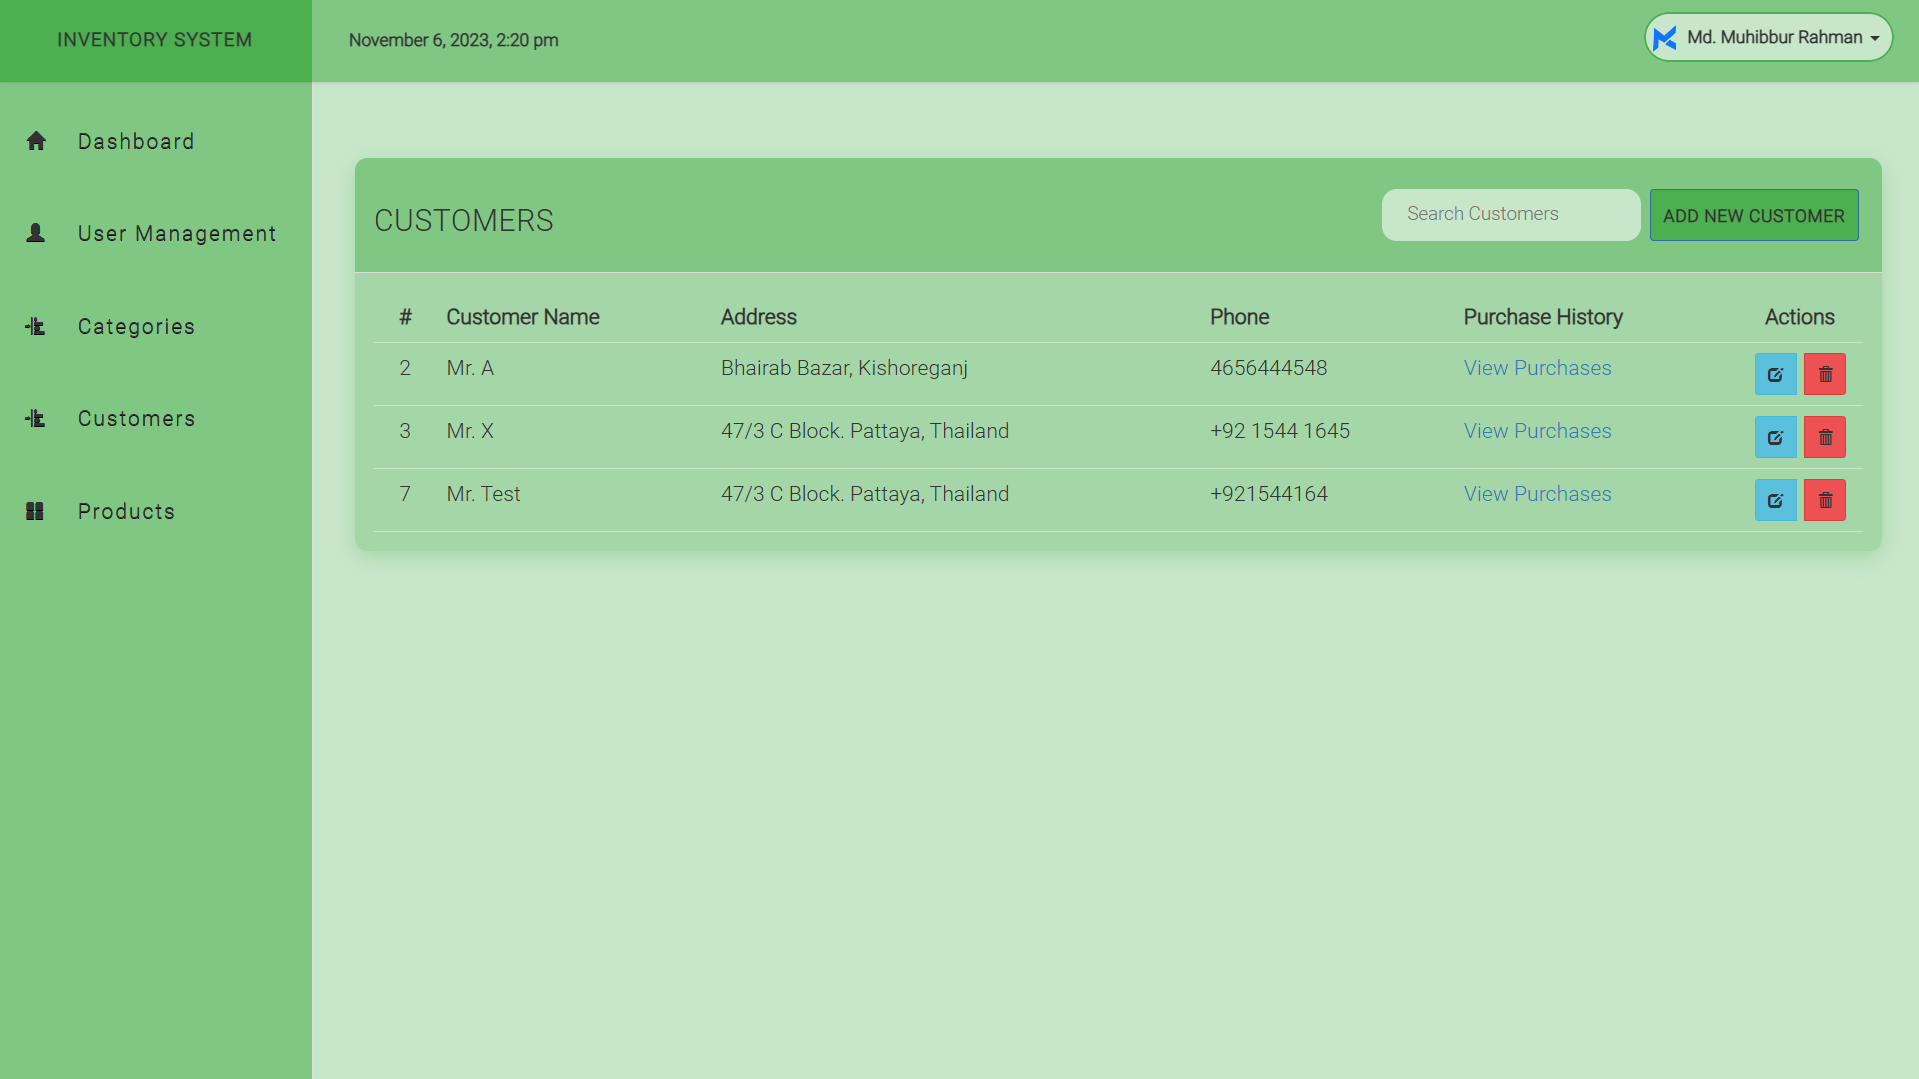 INVENTORY SYSTEM
November 6, 2023, 2:20 pm
Md. Muhibbur Rahman
Dashboard
User Management
Categories
Customers
Products
CUSTOMERS
Search Customers
ADD NEW CUSTOMER
# Customer Name Address Phone Purchase History Actions
2 Mr. A Bhairab Bazar, Kishoreganj 4656444548 View Purchases
3 Mr. X 47/3 C Block. Pattaya, Thailand +92 1544 1645 View Purchases
7 Mr. Test 47/3 C Block. Pattaya, Thailand +921544164 View Purchases